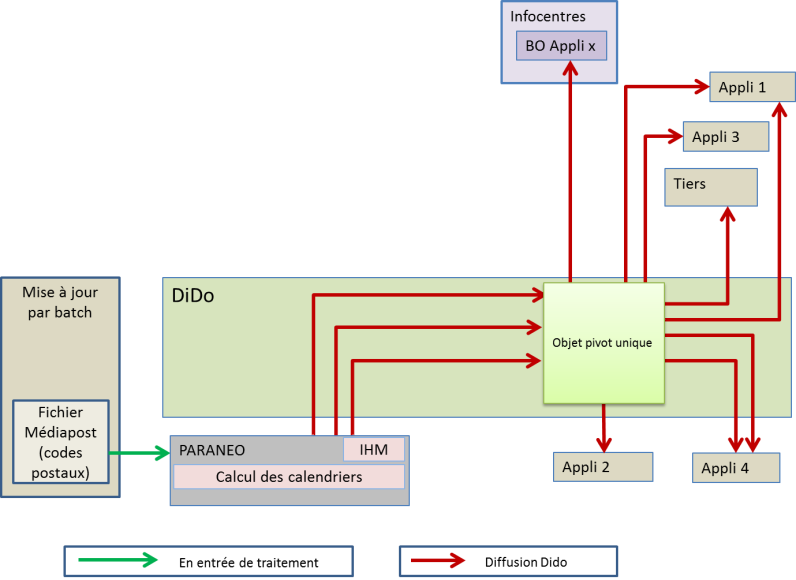 Infocentres
BO Appli x
Appli 1
Appli 3
Tiers
Mise à jour
par batch
DiDo
Objet pivot unique
Fichier
Médiapost
(codes
postaux)
PARANEO
IHM
Calcul des calendriers
Appli 2
Appli 4
En entrée de traitement
Diffusion Dido